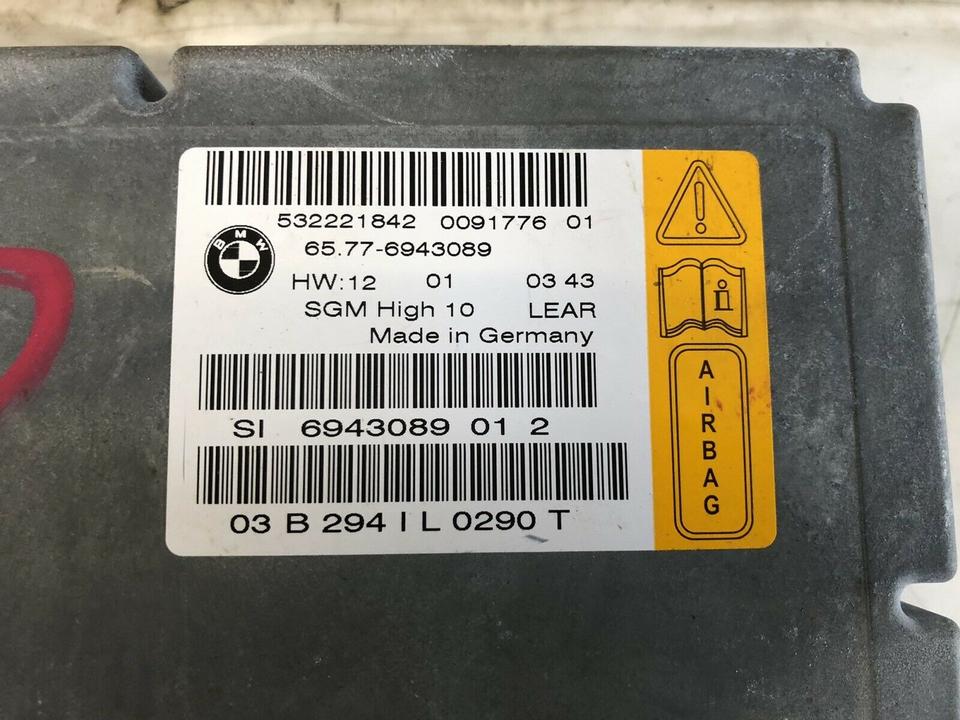 532221842 0091776 01
65.77-6943089
BMW
HW:12 01 03 43
SGM High 10 LEAR
Made in Germany
SI 6943089 01 2
03 B 294 I L 0290 T
i
AIRBAG